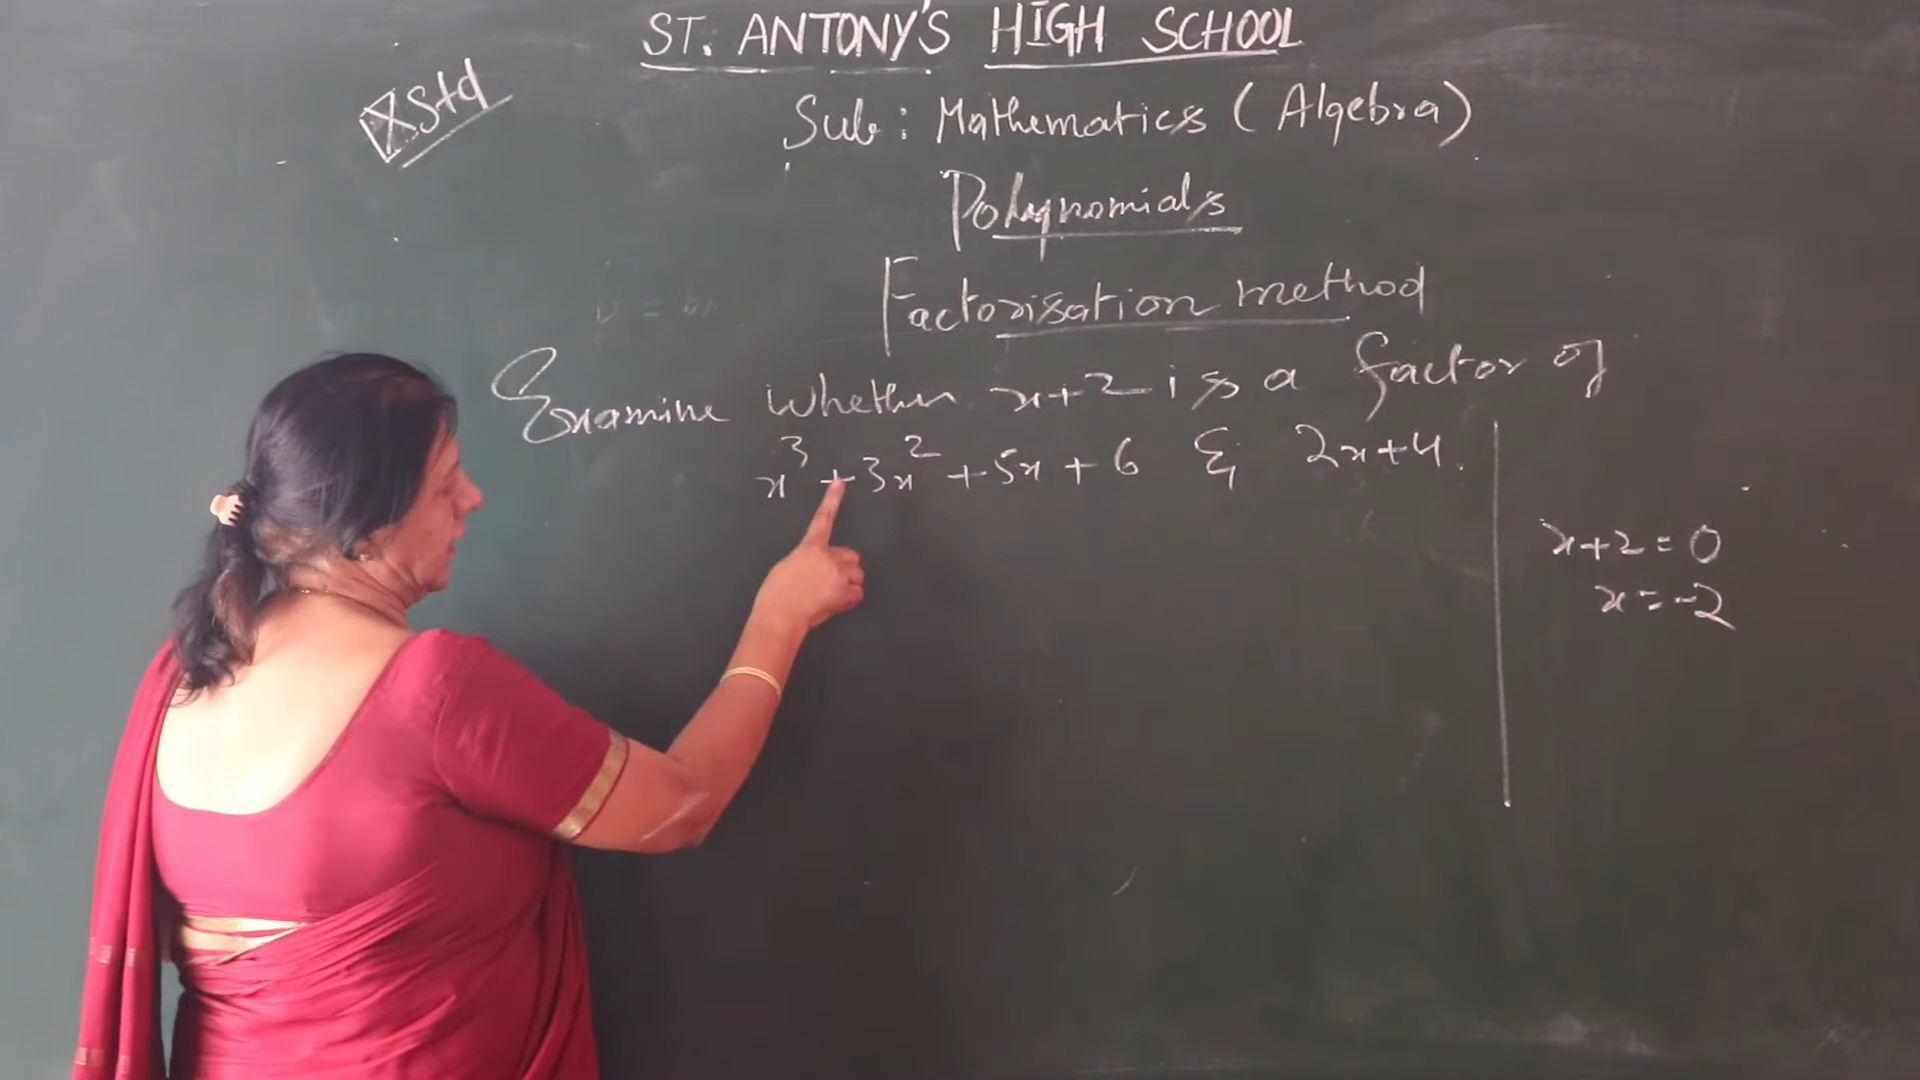 ST. ANTONY'S HIGH SCHOOL
X Std
Sub: Mathematics (Algebra)
Polynomials
Factorisation method
Examine whether x+2 is a factor of
x³ + 3x² + 5x + 6 & 2x+4.
x+2 = 0
x = -2